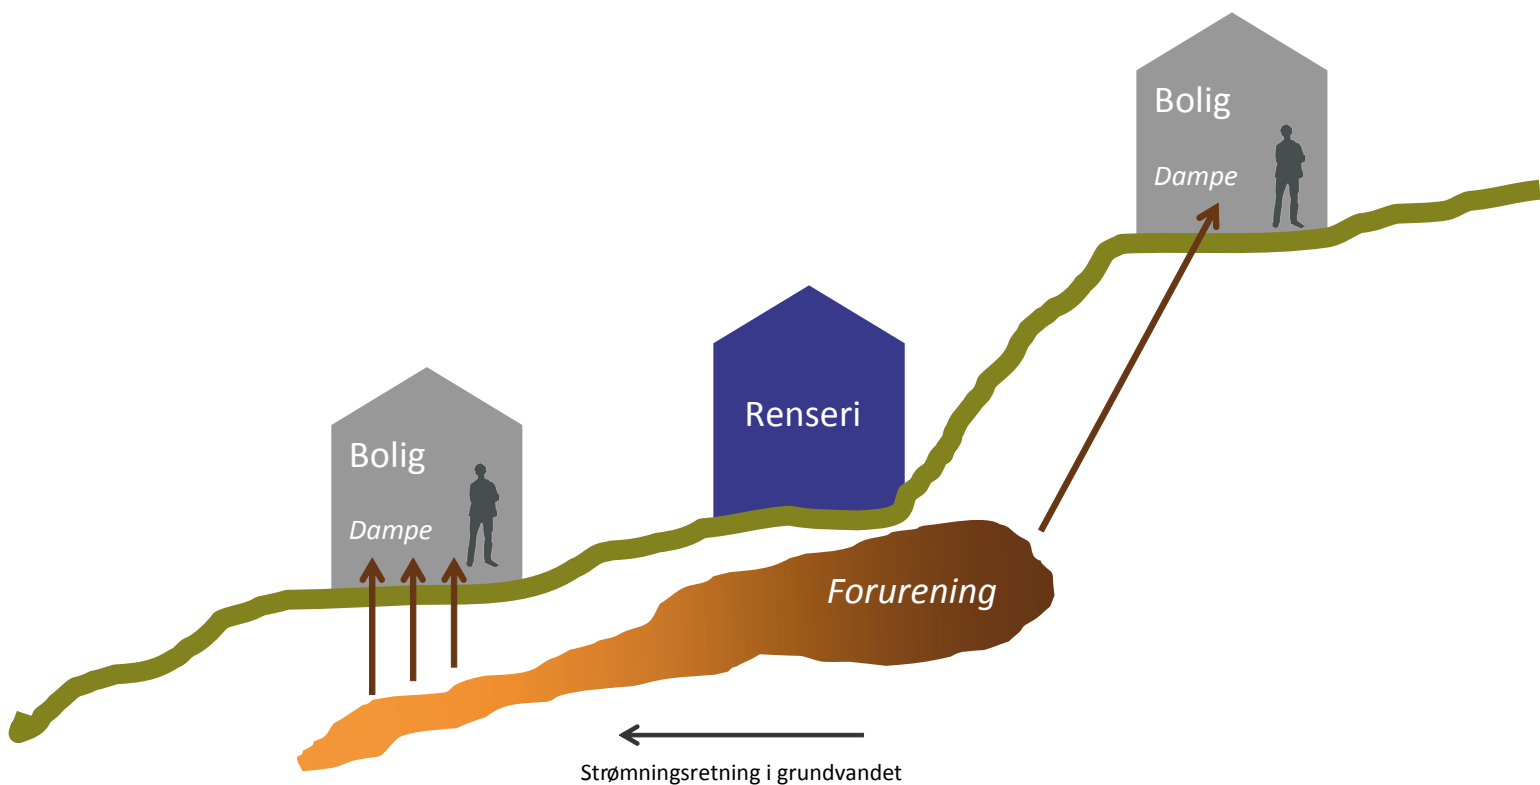 Bolig
Dampe
Renseri
Bolig
Dampe
Forurening
Strømningsretning i grundvandet